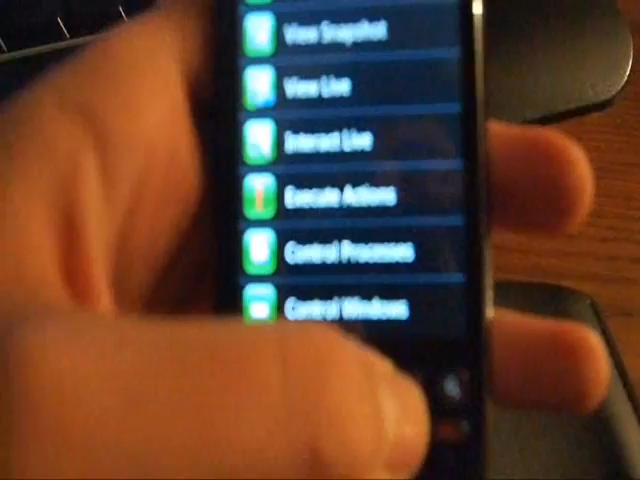 View Snapshot
View Live
Interact Live
Execute Actions
Control Processes
Control Windows